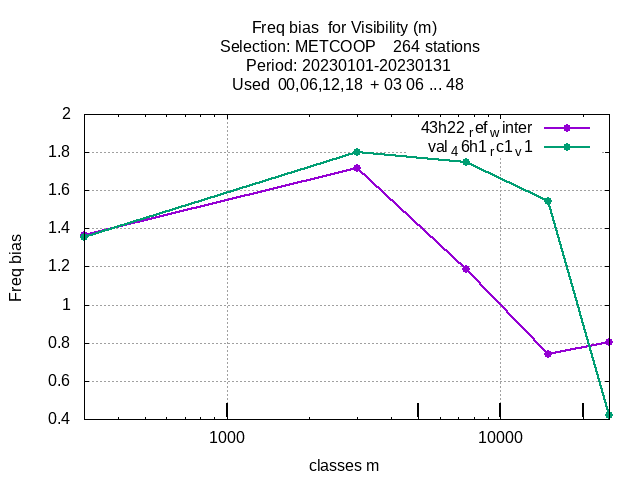 Freq bias  for Visibility (m)
Selection: METCOOP    264 stations
Period: 20230101-20230131
Used  00,06,12,18  + 03 06 ... 48
2
1.8
1.6
1.4
1.2
1
0.8
0.6
0.4
Freq bias
43h22 r ef w inter
val 4 6h1 r c1 v 1
1000
10000
classes m